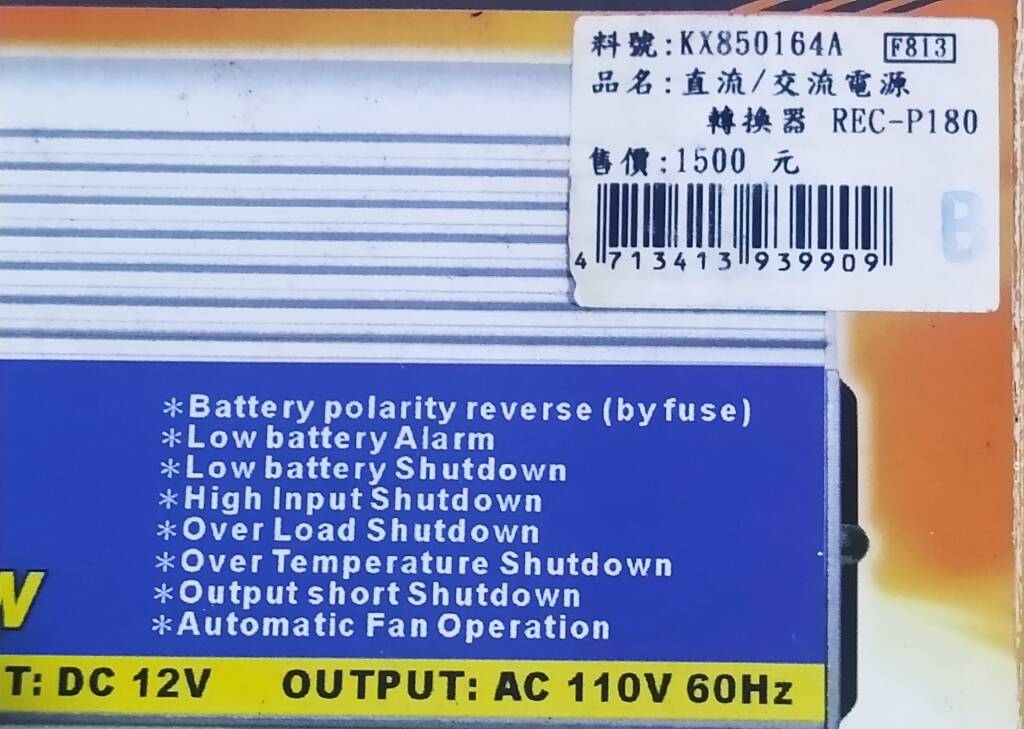 料號:KX850164A F813
品名:直流/交流電源
轉換器 REC-P180
售價:1500 元
4 713413 939909
B
*Battery polarity reverse (by fuse)
*Low battery Alarm
*Low battery Shutdown
*High Input Shutdown
*Over Load Shutdown
*Over Temperature Shutdown
*Output short Shutdown
*Automatic Fan Operation
W
T: DC 12V OUTPUT: AC 110V 60Hz